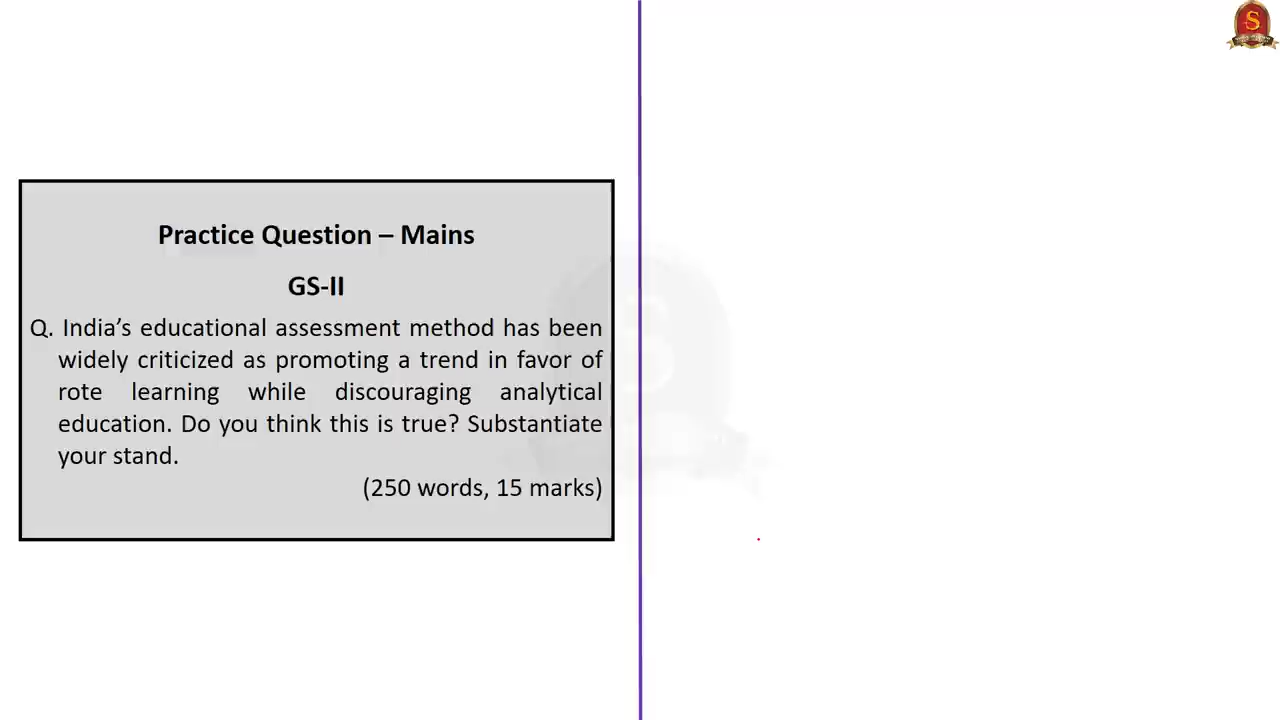 Practice Question – Mains
GS-II
Q. India's educational assessment method has been
widely criticized as promoting a trend in favor of
rote learning while discouraging analytical
education. Do you think this is true? Substantiate
your stand.
(250 words, 15 marks)
S